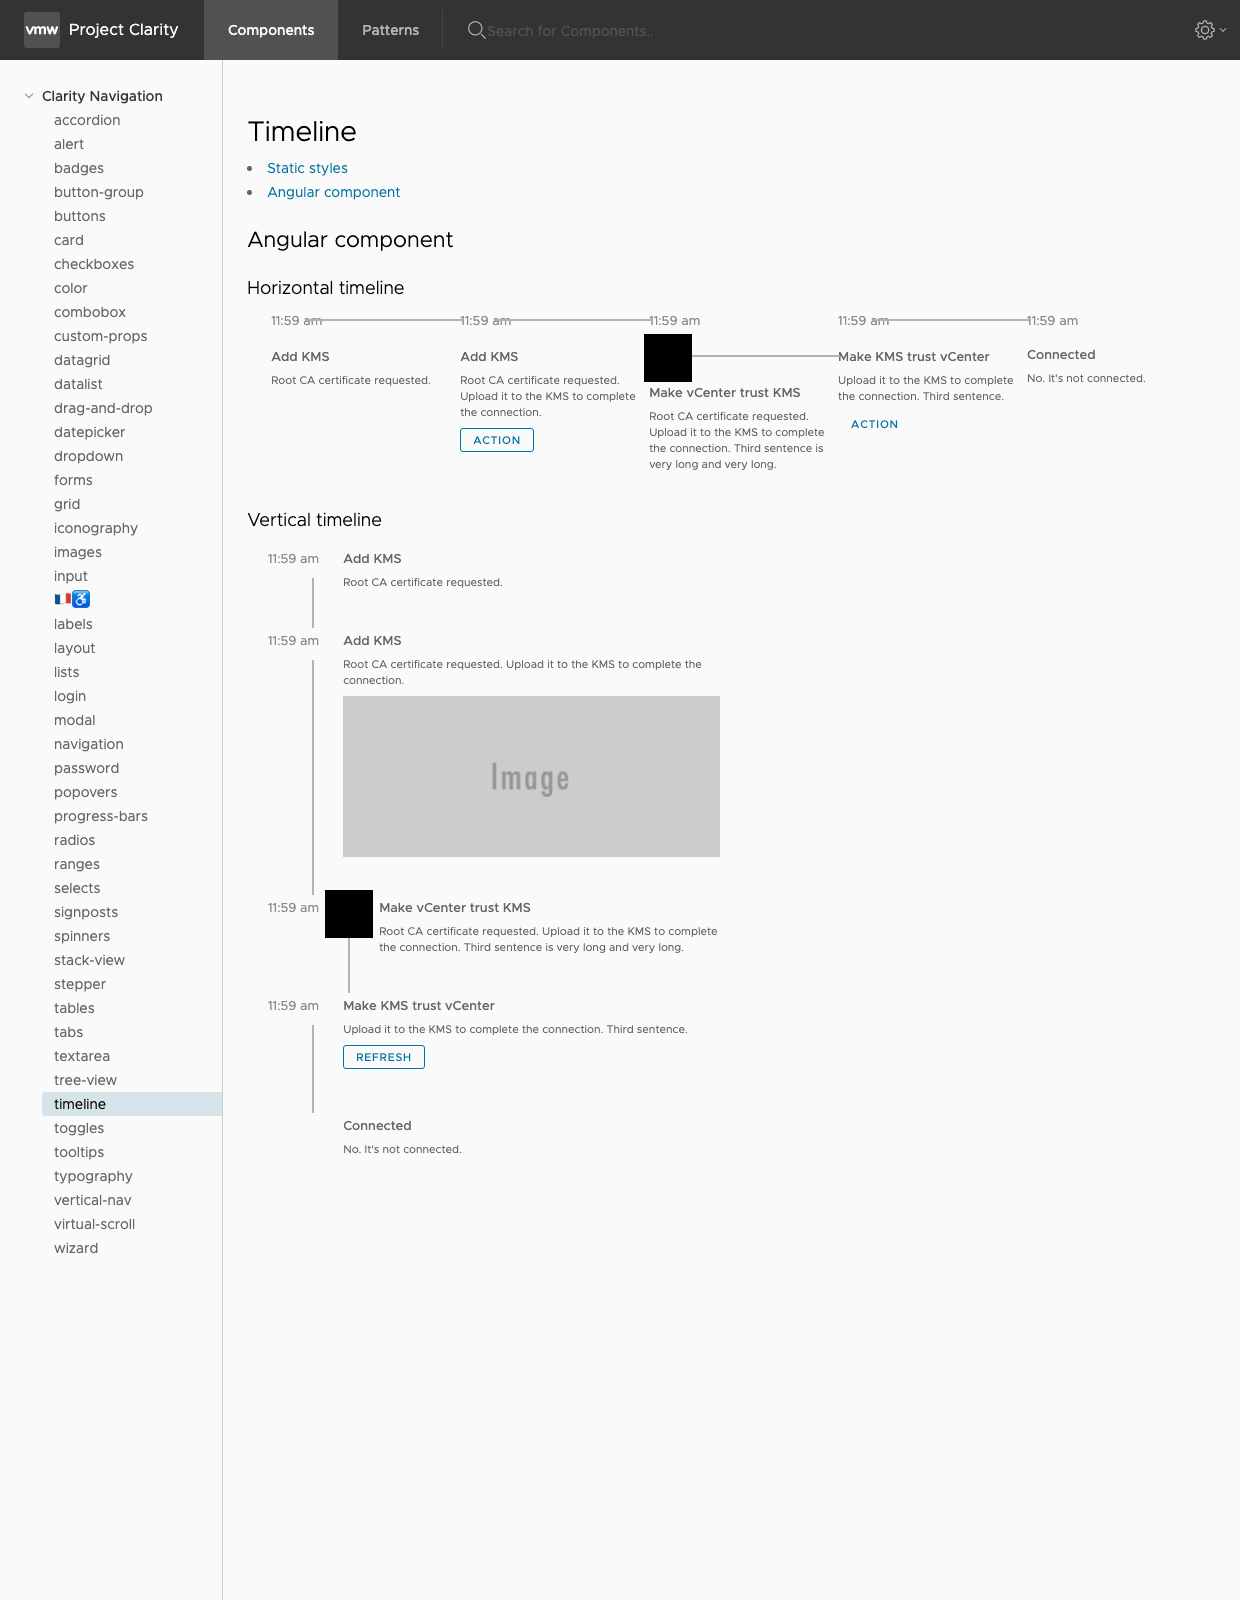 vmw Project Clarity Components Patterns Search for Components..
Clarity Navigation
accordion
alert
badges
button-group
buttons
card
checkboxes
color
combobox
custom-props
datagrid
datalist
drag-and-drop
datepicker
dropdown
forms
grid
iconography
images
input
🇫🇷♿
labels
layout
lists
login
modal
navigation
password
popovers
progress-bars
radios
ranges
selects
signposts
spinners
stack-view
stepper
tables
tabs
textarea
tree-view
timeline
toggles
tooltips
typography
vertical-nav
virtual-scroll
wizard
Timeline
Static styles
Angular component
Angular component
Horizontal timeline
11:59 am
Add KMS
Root CA certificate requested.
11:59 am
Add KMS
Root CA certificate requested.
Upload it to the KMS to complete
the connection.
ACTION
11:59 am
Make vCenter trust KMS
Root CA certificate requested.
Upload it to the KMS to complete
the connection. Third sentence is
very long and very long.
11:59 am
Make KMS trust vCenter
Upload it to the KMS to complete
the connection. Third sentence.
ACTION
11:59 am
Connected
No. It's not connected.
Vertical timeline
11:59 am Add KMS
Root CA certificate requested.
11:59 am Add KMS
Root CA certificate requested. Upload it to the KMS to complete the
connection.
Image
11:59 am Make vCenter trust KMS
Root CA certificate requested. Upload it to the KMS to complete
the connection. Third sentence is very long and very long.
11:59 am Make KMS trust vCenter
Upload it to the KMS to complete the connection. Third sentence.
REFRESH
Connected
No. It's not connected.